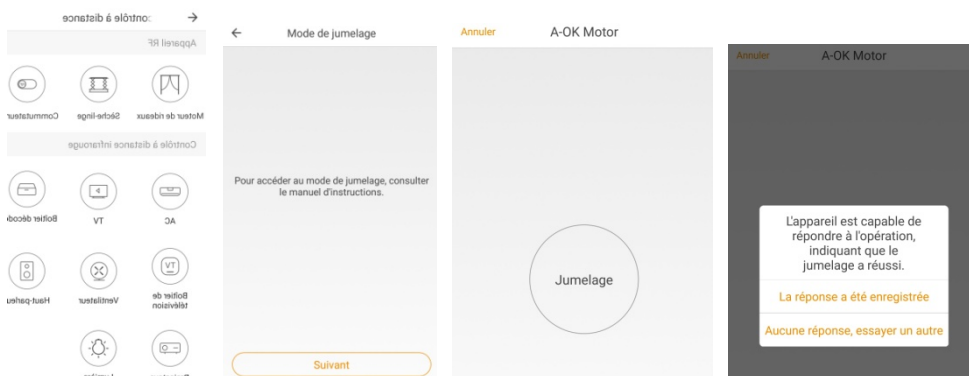 contrôle à distance
Appareil RF
Moteur de rideaux
Sèche-linge
Commutateur
Contrôle à distance infrarouge
AC
TV
Boîtier décode
TV
Boîtier de
télévision
Ventilateur
Haut-parleur
Mode de jumelage
Pour accéder au mode de jumelage, consulter
le manuel d'instructions.
Suivant
Annuler
A-OK Motor
Jumelage
Annuler
A-OK Motor
L'appareil est capable de
répondre à l'opération,
indiquant que le
jumelage a réussi.
La réponse a été enregistrée
Aucune réponse, essayer un autre